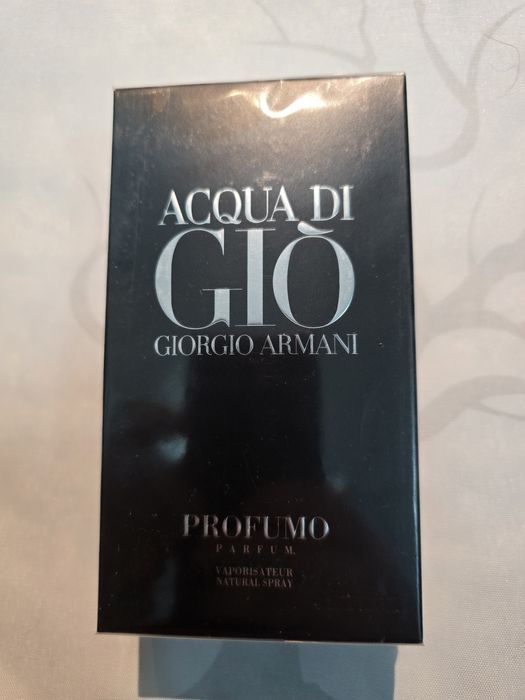 ACQUA DI
GIÒ
GIORGIO ARMANI
PROFUMO
PARFUM
VAPORISATEUR
NATURAL SPRAY